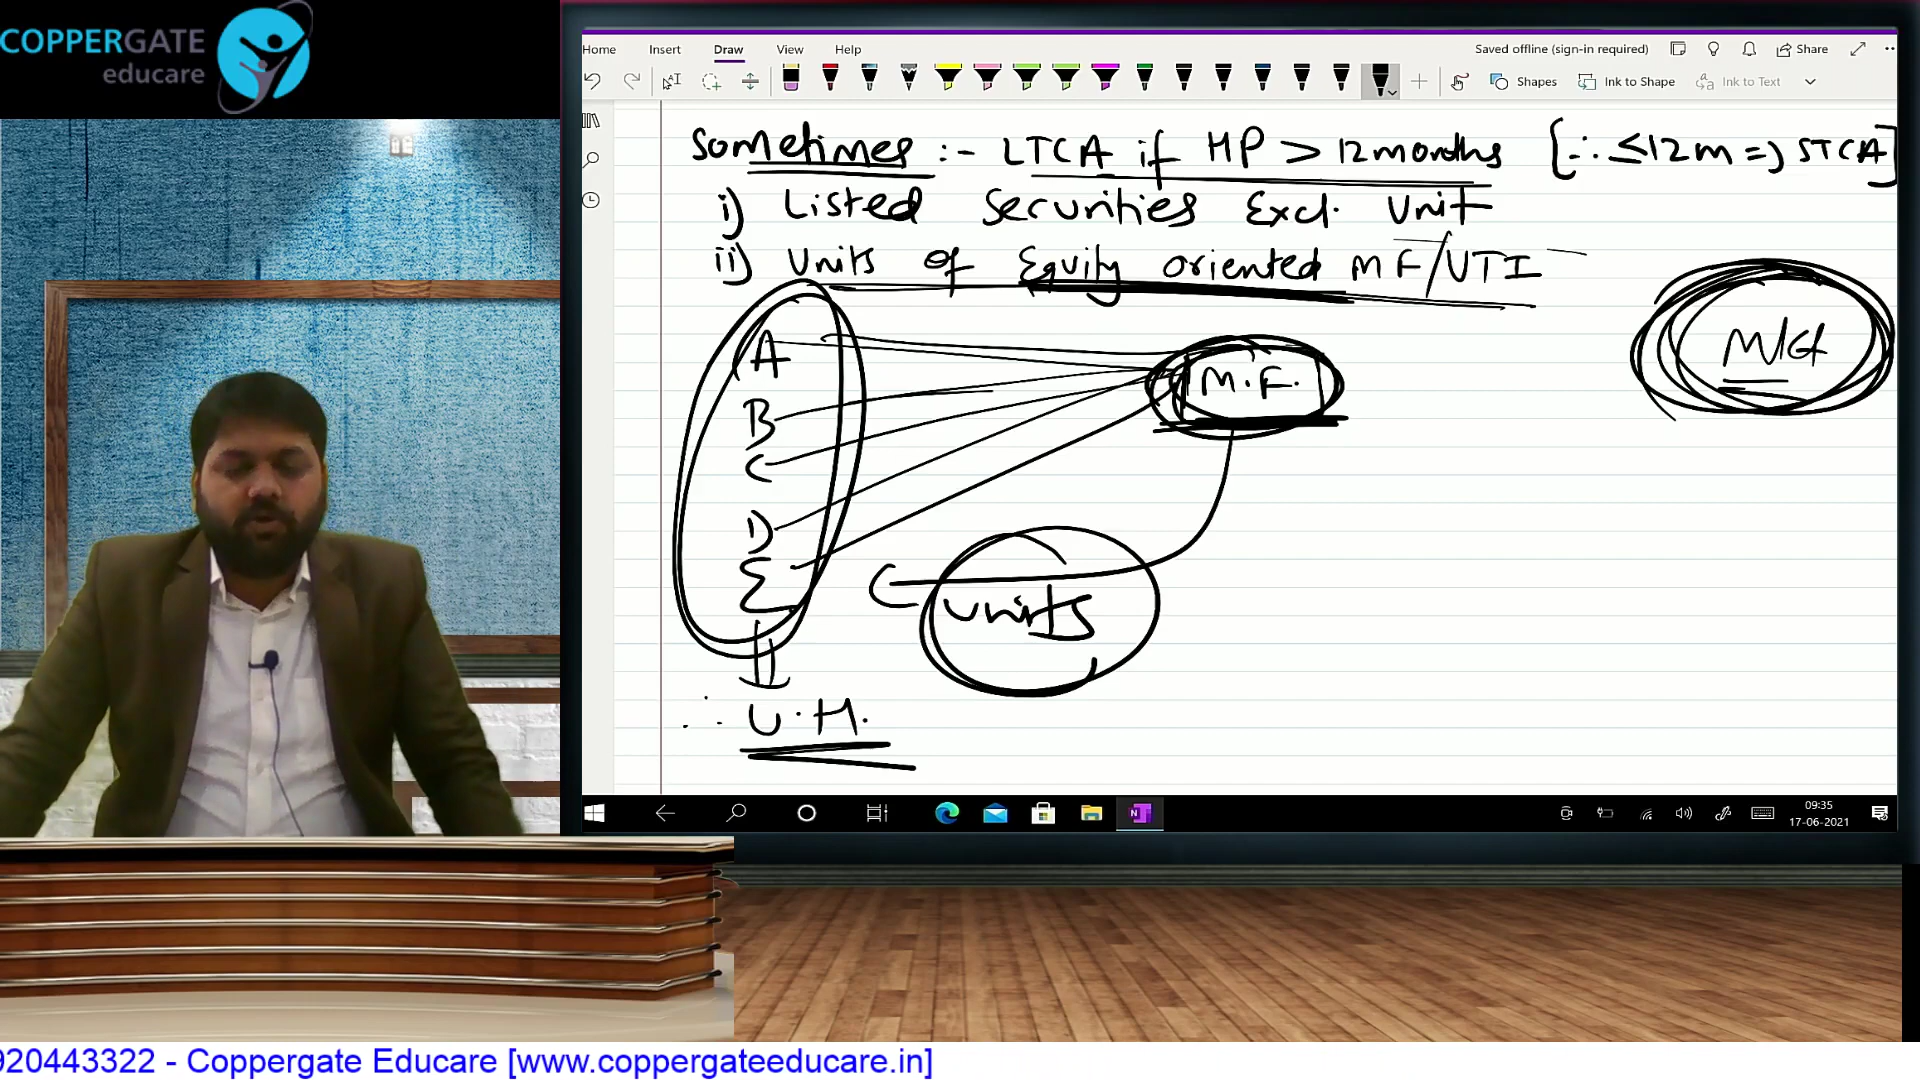 COPPERGATE
educare
Home Insert Draw View Help
Saved offline (sign-in required) Share
Shapes Ink to Shape Ink to Text
Sometimes :- LTCA if HP > 12 months [∴ ≤12m => STCA]
i) Listed Securities Excl. Unit
ii) Units of Equity oriented MF/UTI
A
B
C
D
E
M.F.
Mkt
units
∴ U.H.
09:35
17-06-2021
920443322 - Coppergate Educare [www.coppergateeducare.in]